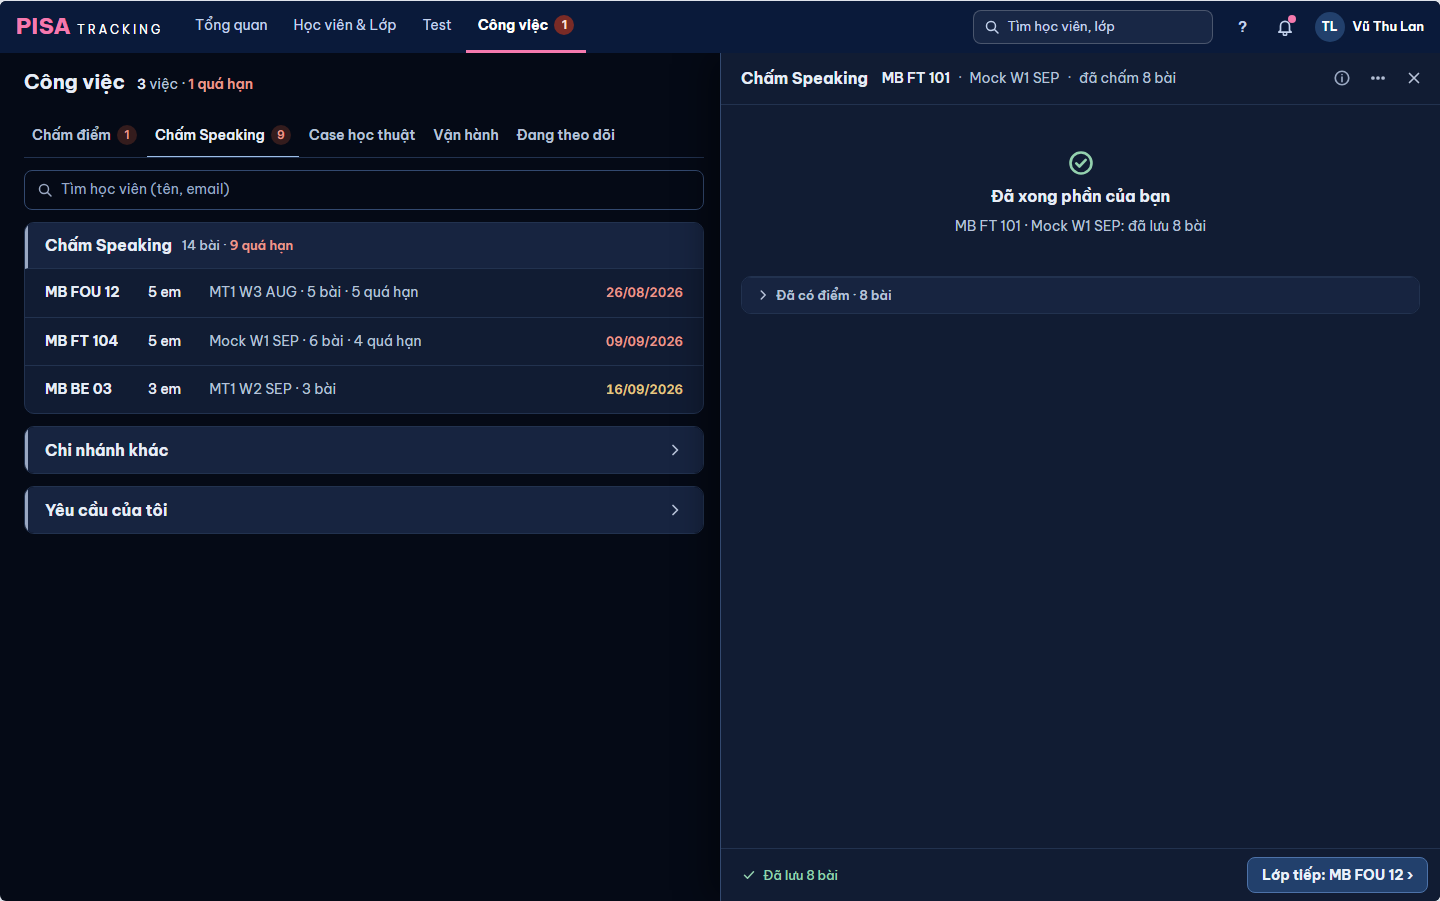 PISA TRACKING
Tổng quan
Học viên & Lớp
Test
Công việc 1
Tìm học viên, lớp
?
TL Vũ Thu Lan
Công việc 3 việc · 1 quá hạn
Chấm điểm 1
Chấm Speaking 9
Case học thuật
Vận hành
Đang theo dõi
Tìm học viên (tên, email)
Chấm Speaking 14 bài · 9 quá hạn
MB FOU 12 5 em MT1 W3 AUG · 5 bài · 5 quá hạn 26/08/2026
MB FT 104 5 em Mock W1 SEP · 6 bài · 4 quá hạn 09/09/2026
MB BE 03 3 em MT1 W2 SEP · 3 bài 16/09/2026
Chi nhánh khác
Yêu cầu của tôi
Chấm Speaking MB FT 101 · Mock W1 SEP · đã chấm 8 bài
Đã xong phần của bạn
MB FT 101 · Mock W1 SEP: đã lưu 8 bài
Đã có điểm · 8 bài
Đã lưu 8 bài
Lớp tiếp: MB FOU 12 ›